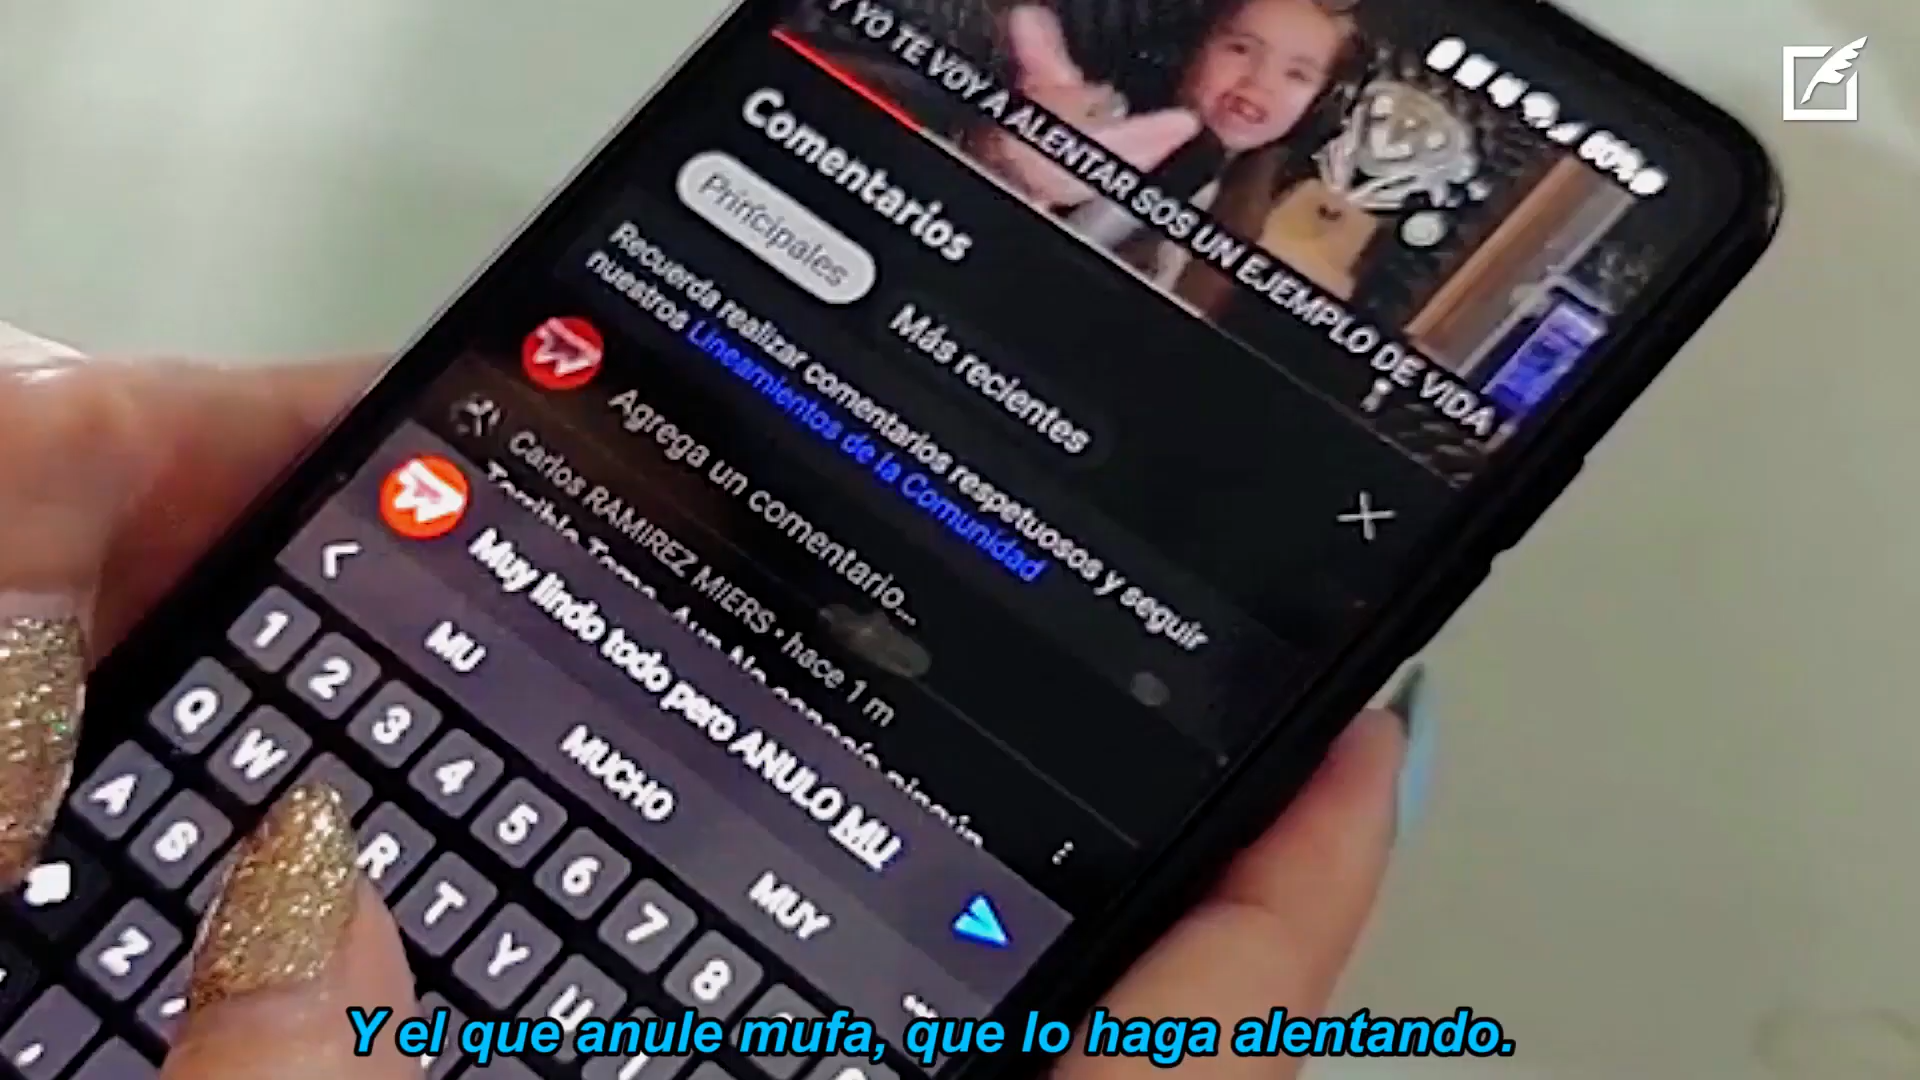 Y YO TE VOY A ALENTAR SOS UN EJEMPLO DE VIDA
80%
Comentarios
Principales
Más recientes
Recuerda realizar comentarios respetuosos y seguir
nuestros Lineamientos de la Comunidad
Agrega un comentario...
Carlos RAMIREZ MIERS · hace 1 m
Muy lindo todo pero ANULO MU
MU
MUCHO
MUY
1 2 3 4 5 6 7 8
Q W R T Y U
A S
Z
Y el que anule mufa, que lo haga alentando.